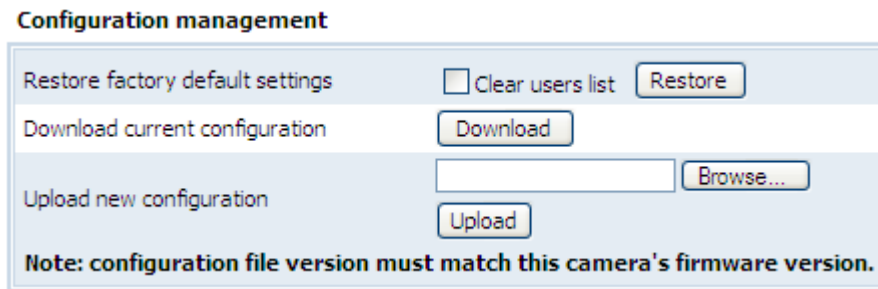 Configuration management
Restore factory default settings Clear users list Restore
Download current configuration Download
Browse...
Upload new configuration
Upload
Note: configuration file version must match this camera's firmware version.